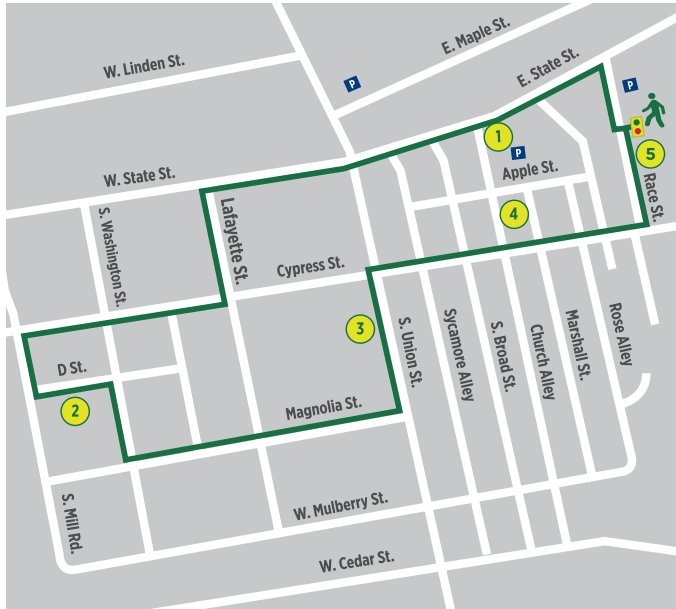 E. Maple St.
W. Linden St.
E. State St.
P
P
1
P
5
W. State St.
Apple St.
Race St.
S. Washington St.
Lafayette St.
4
Cypress St.
3
S. Union St.
Sycamore Alley
S. Broad St.
Church Alley
Marshall St.
Rose Alley
D St.
2
Magnolia St.
S. Mill Rd.
W. Mulberry St.
W. Cedar St.